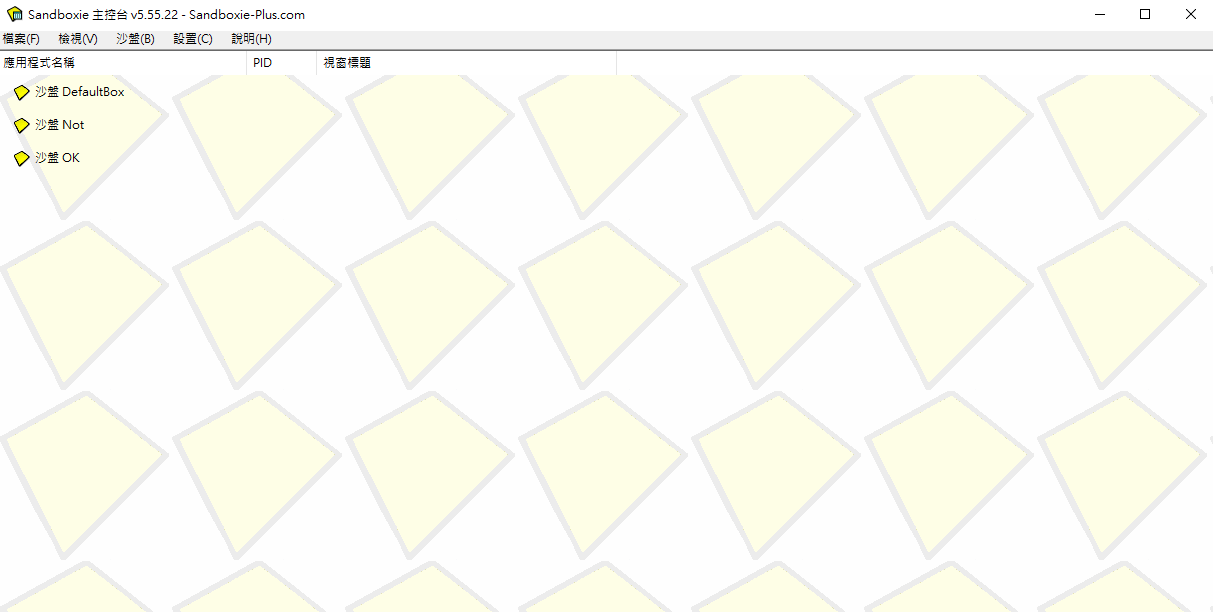 Sandboxie 主控台 v5.55.22 - Sandboxie-Plus.com
檔案(F) 檢視(V) 沙盤(B) 設置(C) 說明(H)
應用程式名稱 PID 視窗標題
沙盤 DefaultBox
沙盤 Not
沙盤 OK